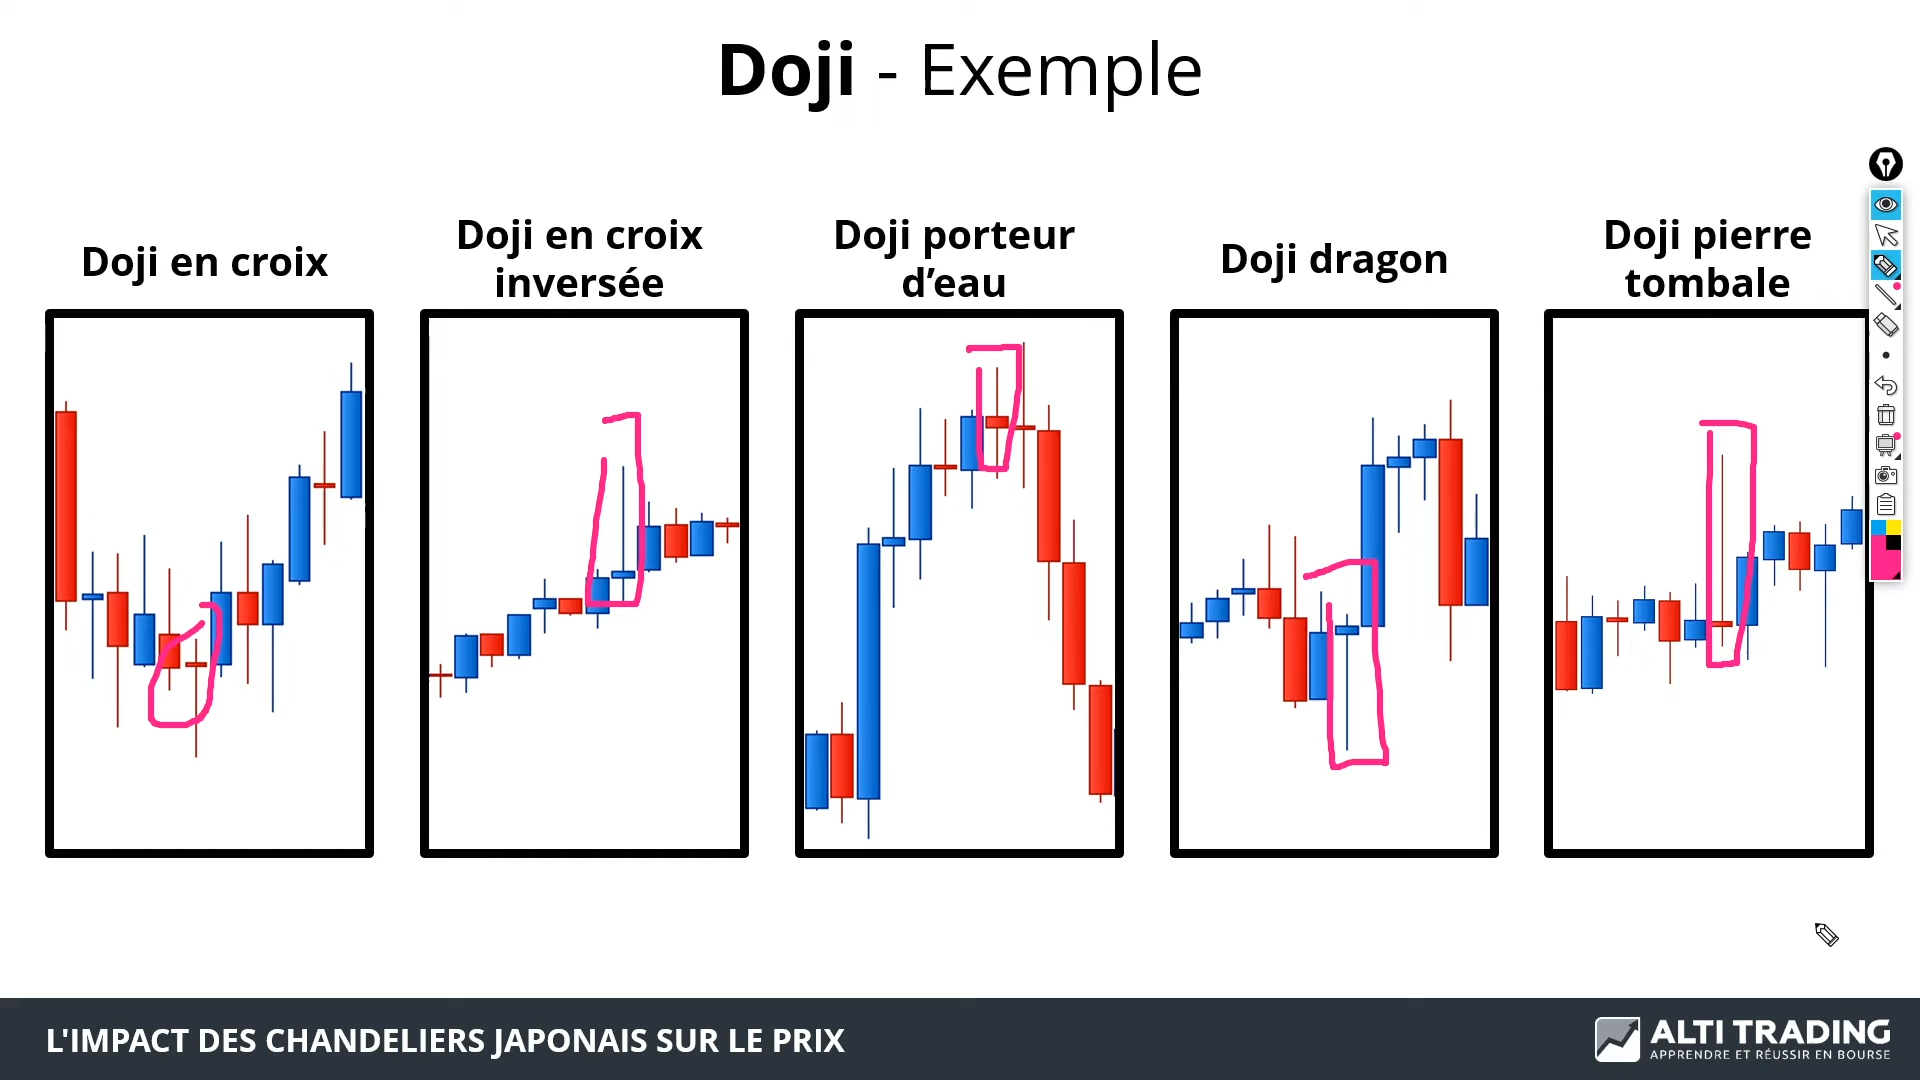 Doji - Exemple
Doji en croix
Doji en croix
inversée
Doji porteur
d’eau
Doji dragon
Doji pierre
tombale
L'IMPACT DES CHANDELIERS JAPONAIS SUR LE PRIX
ALTI TRADING
APPRENDRE ET RÉUSSIR EN BOURSE